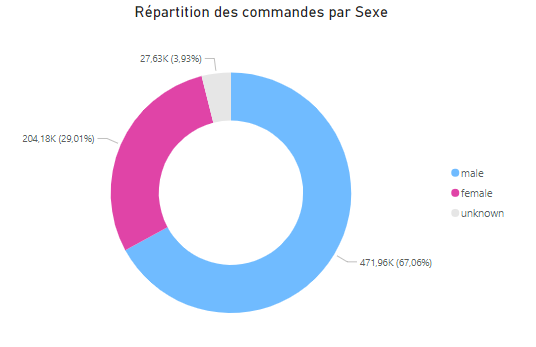 Répartition des commandes par Sexe
27,63K (3,93%)
204,18K (29,01%)
male
female
unknown
471,96K (67,06%)